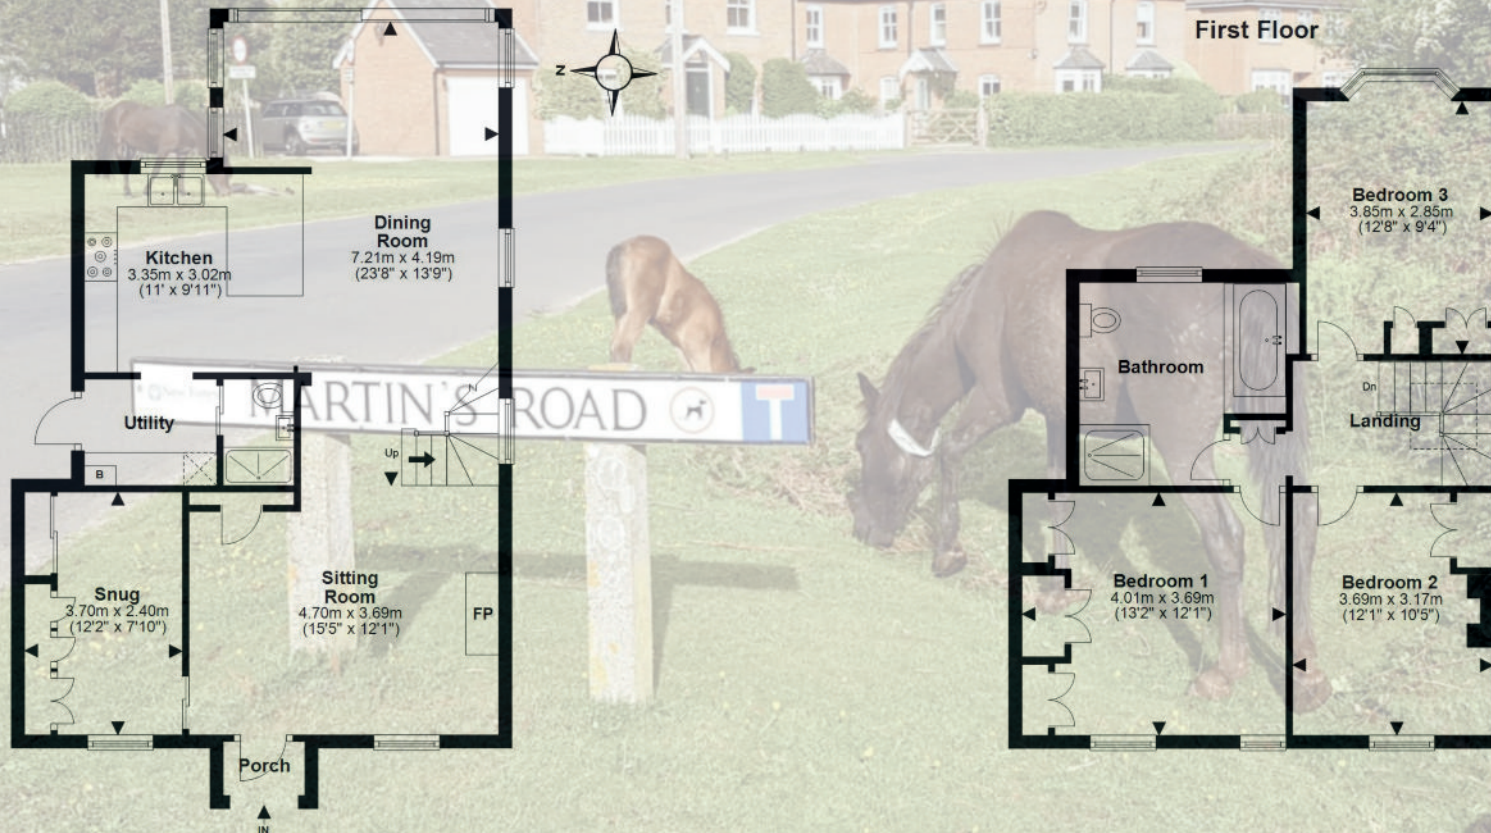 First Floor
N
Dining
Room
7.21m x 4.19m
(23'8" x 13'9")
Kitchen
3.35m x 3.02m
(11' x 9'11")
Bedroom 3
3.85m x 2.85m
(12'8" x 9'4")
MARTIN'S ROAD
Bathroom
Dn
Landing
Utility
B
Up
Snug
3.70m x 2.40m
(12'2" x 7'10")
Sitting
Room
4.70m x 3.69m
(15'5" x 12'1")
FP
Bedroom 1
4.01m x 3.69m
(13'2" x 12'1")
Bedroom 2
3.69m x 3.17m
(12'1" x 10'5")
Porch
IN